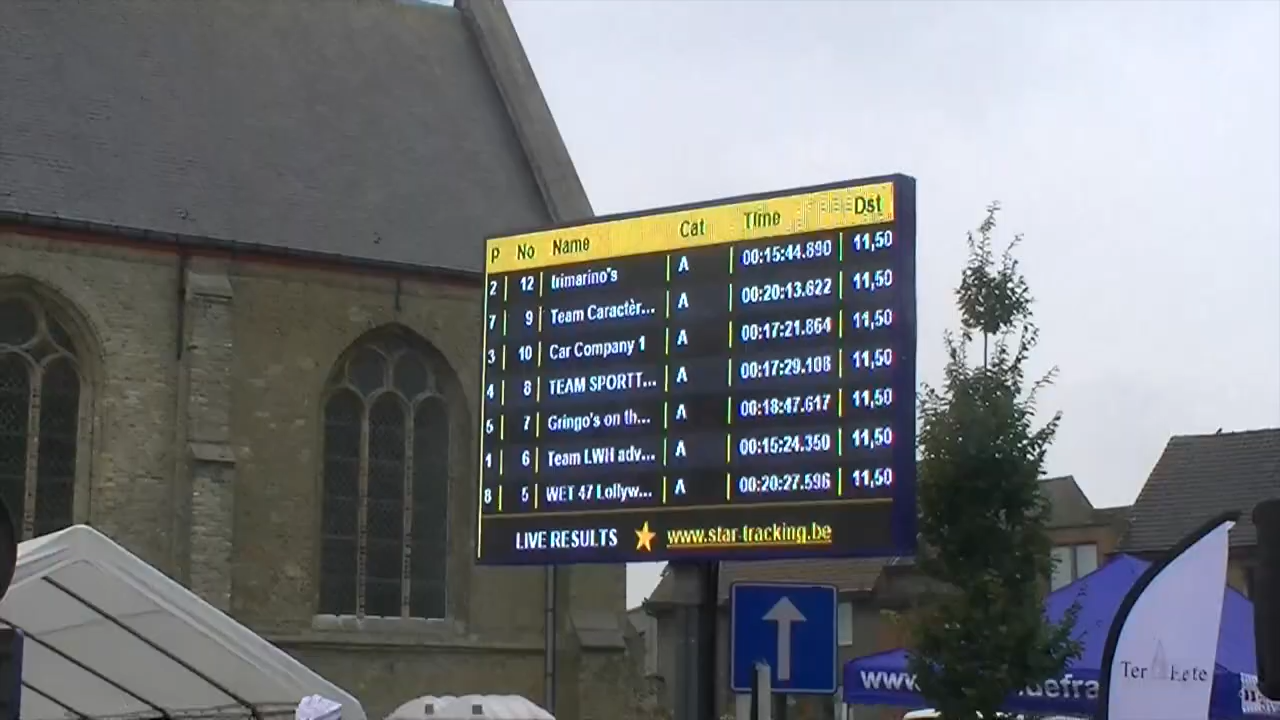 P No Name Cat Time Dst
2 12 trimarino's A 00:15:44.890 11,50
7 9 Team Caractèr... A 00:20:13.622 11,50
3 10 Car Company 1 A 00:17:21.864 11,50
4 8 TEAM SPORTT... A 00:17:29.108 11,50
5 7 Gringo's on th... A 00:18:47.617 11,50
1 6 Team LWH adv... A 00:15:24.350 11,50
8 5 WET 47 Lollyw... A 00:20:27.596 11,50
LIVE RESULTS www.star-tracking.be
www
defra
Ter Eete